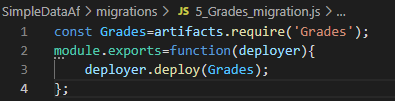 SimpleDataAf > migrations > JS 5_Grades_migration.js > ...
1 const Grades=artifacts.require('Grades');
2 module.exports=function(deployer){
3 deployer.deploy(Grades);
4 };